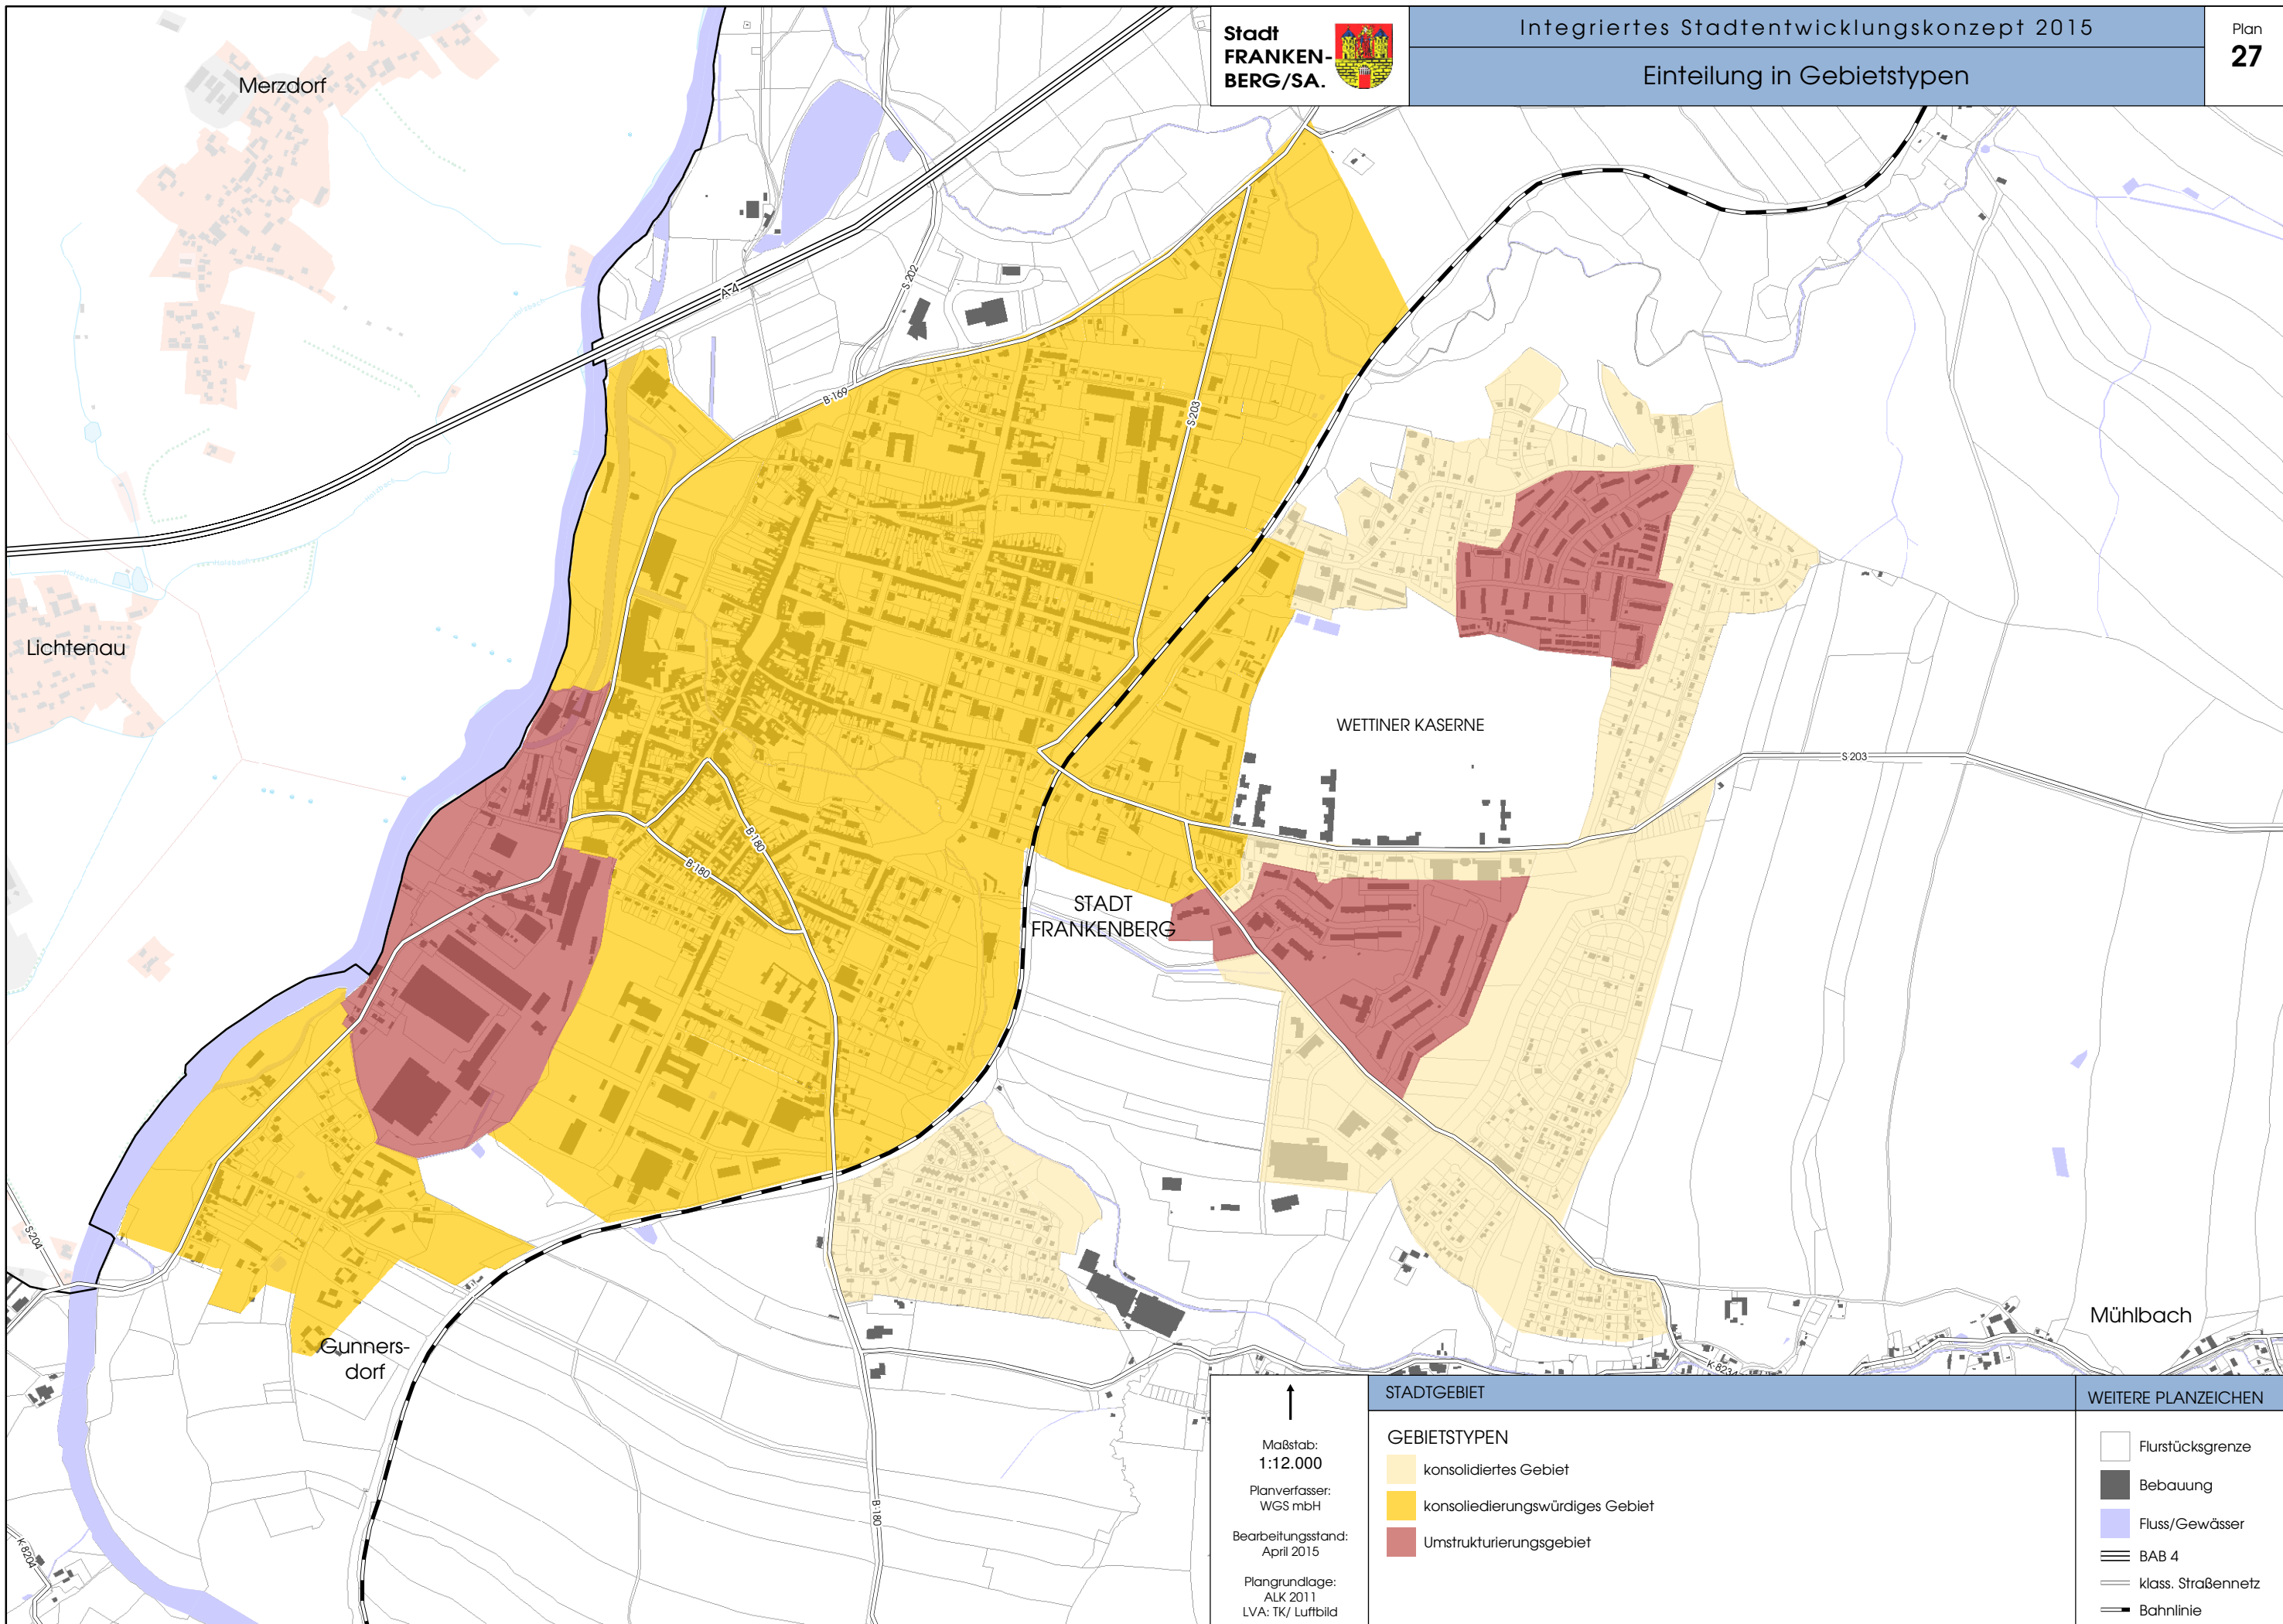 Stadt
FRANKEN-
BERG/SA.
Integriertes Stadtentwicklungskonzept 2015
Einteilung in Gebietstypen
Plan
27
Merzdorf
A 4
S 202
B 169
S 203
Lichtenau
WETTINER KASERNE
S 203
B 180
B 180
STADT
FRANKENBERG
S 204
Gunners-
dorf
Mühlbach
K 8234
B 180
K 8204
Maßstab:
1:12.000
Planverfasser:
WGS mbH
Bearbeitungsstand:
April 2015
Plangrundlage:
ALK 2011
LVA: TK/ Luftbild
STADTGEBIET
GEBIETSTYPEN
konsolidiertes Gebiet
konsoliedierungswürdiges Gebiet
Umstrukturierungsgebiet
WEITERE PLANZEICHEN
Flurstücksgrenze
Bebauung
Fluss/Gewässer
BAB 4
klass. Straßennetz
Bahnlinie